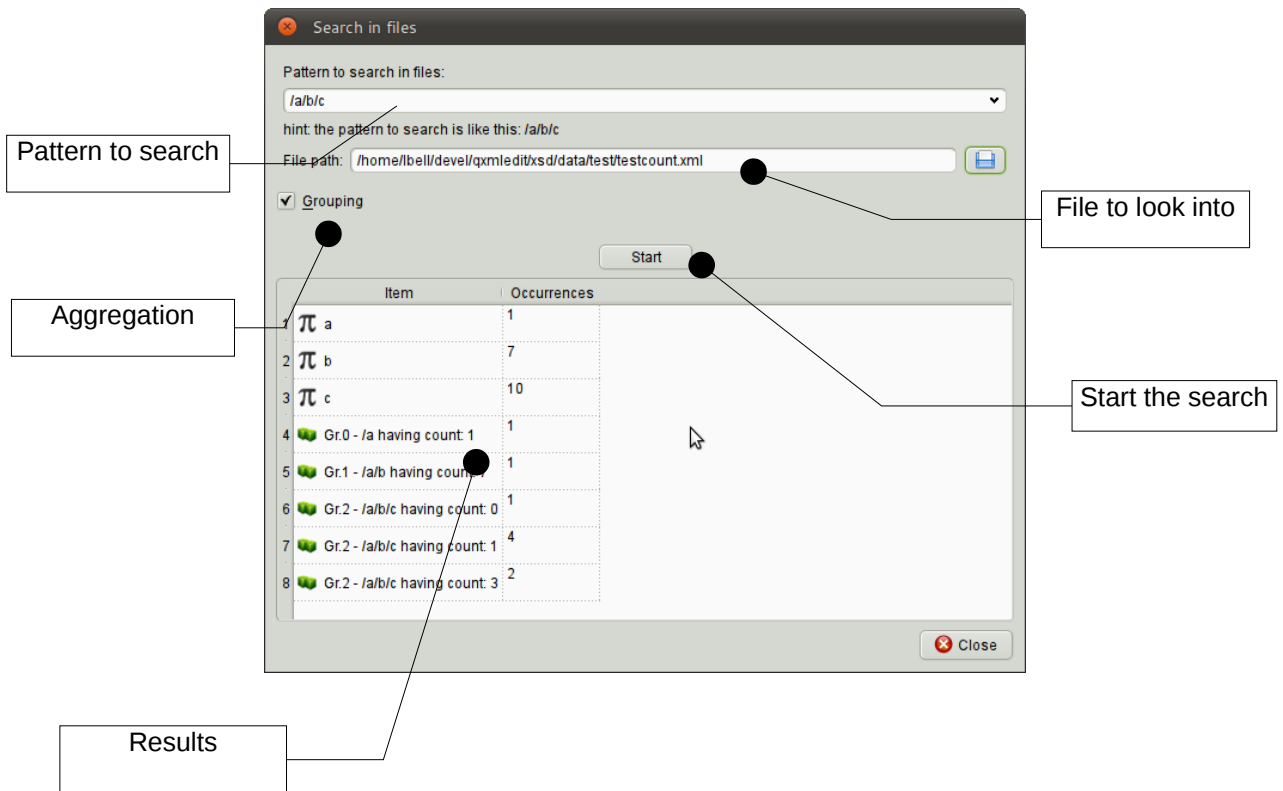 Search in files
Pattern to search in files:
/a/b/c
hint: the pattern to search is like this: /a/b/c
Pattern to search
File path: /home/lbell/devel/qxmledit/xsd/data/test/testcount.xml
File to look into
Grouping
Start
Aggregation
Item Occurrences
1 π a 1
2 π b 7
3 π c 10
Start the search
4 Gr.0 - /a having count: 1 1
5 Gr.1 - /a/b having count: 1
6 Gr.2 - /a/b/c having count: 0 1
7 Gr.2 - /a/b/c having count: 1 4
8 Gr.2 - /a/b/c having count: 3 2
Close
Results